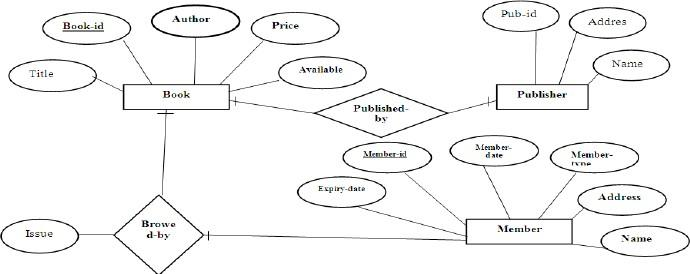 Author
Book-id
Price
Pub-id
Addres
Title
Available
Name
Book
Publisher
Published-
by
Member-id
Member-
date
Member-
type
Expiry-date
Address
Issue
Browe
d-by
Member
Name